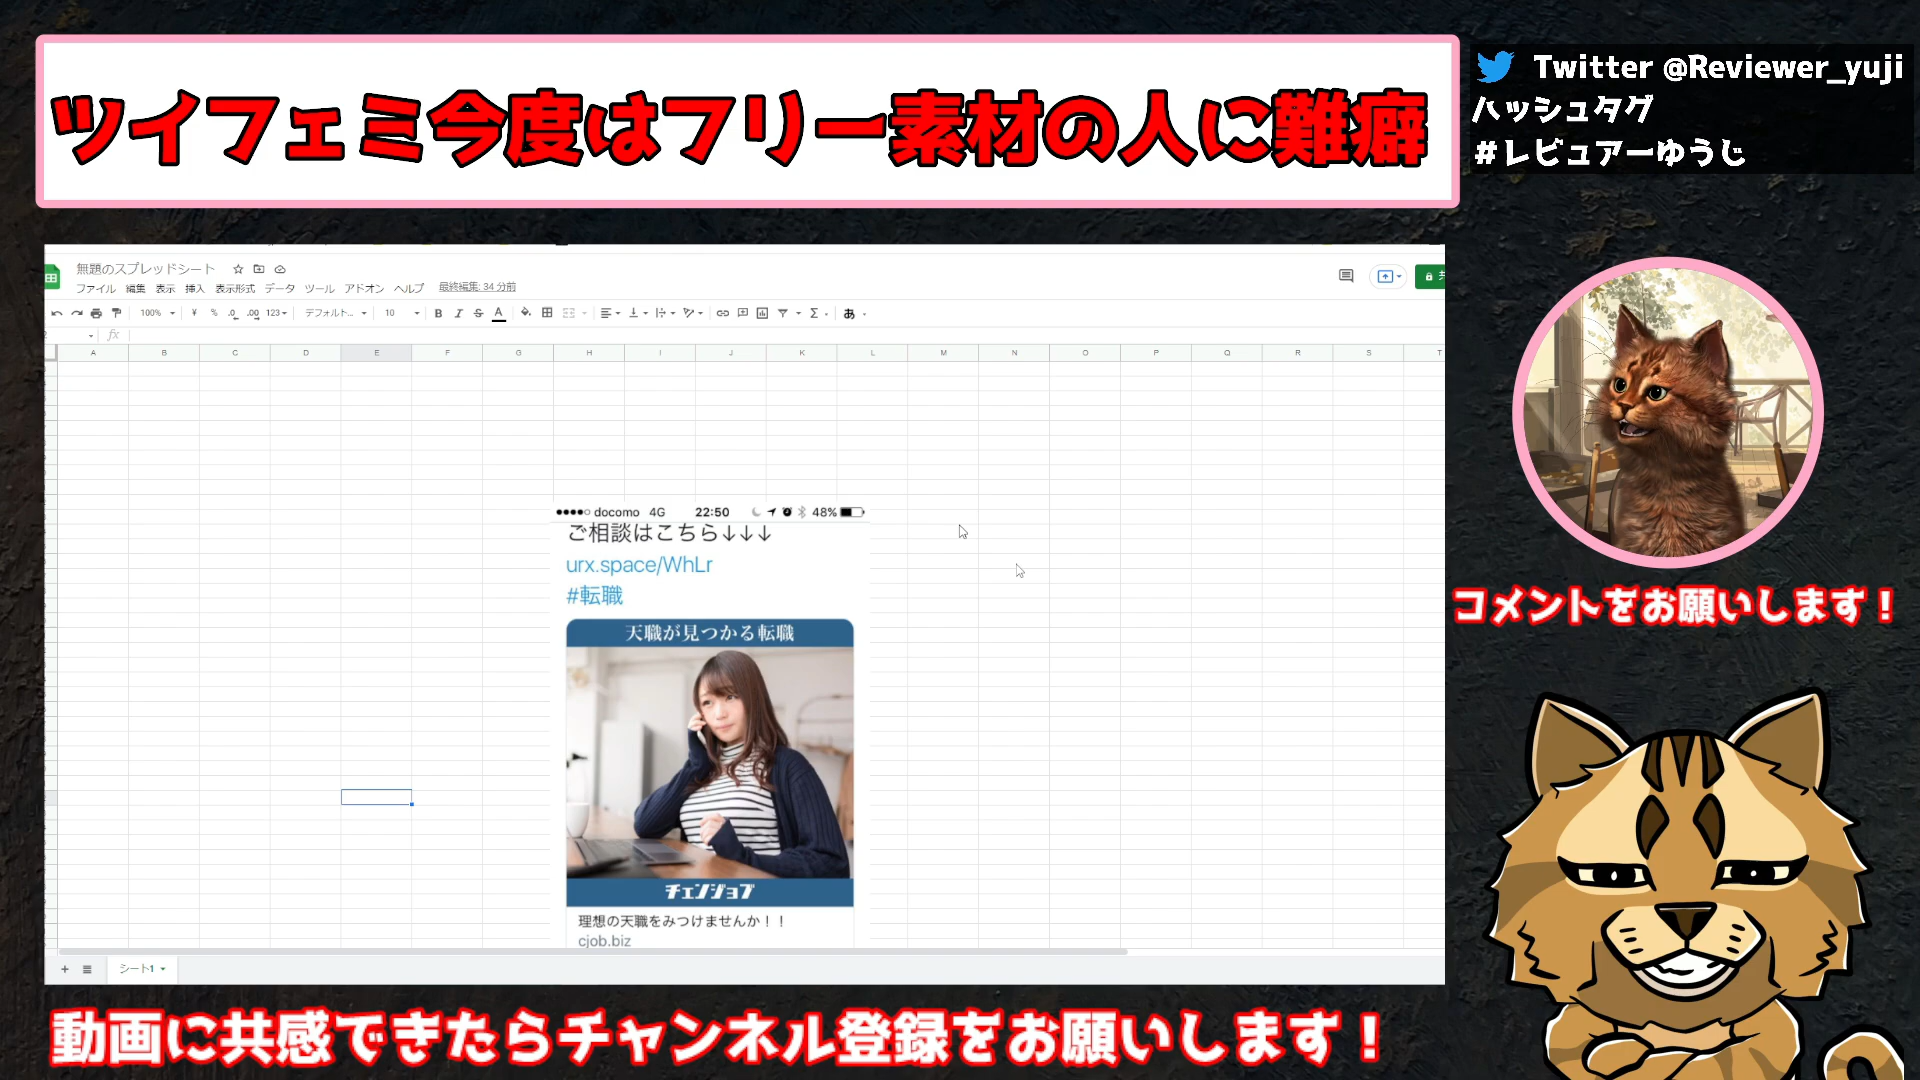 ツイフェミ今度はフリー素材の人に難癖
Twitter @Reviewer_yuji
ハッシュタグ
#レビュアーゆうじ
無題のスプレッドシート
ファイル 編集 表示 挿入 表示形式 データ ツール アドオン ヘルプ 最終編集: 34 分前
100% ¥ % .0 .00 123 デフォルト... 10 B I S A Σ あ
fx
A B C D E F G H I J K L M N O P Q R S T
docomo 4G 22:50 48%
ご相談はこちら↓↓↓
urx.space/WhLr
#転職
天職が見つかる転職
チェンジョブ
理想の天職をみつけませんか！！
cjob.biz
シート1
コメントをお願いします！
動画に共感できたらチャンネル登録をお願いします！